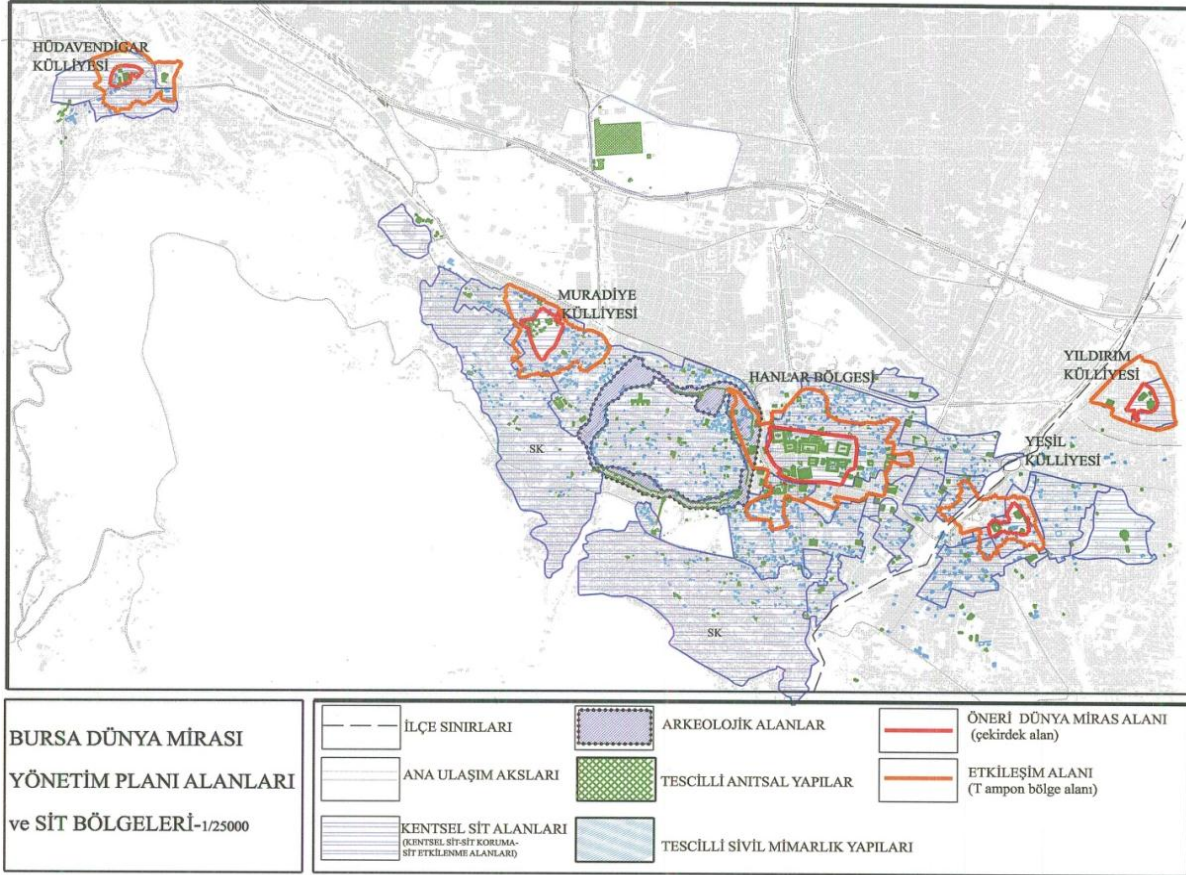 HÜDAVENDİGAR
KÜLLİYESİ
MURADİYE
KÜLLİYESİ
HANLAR BÖLGESİ
YILDIRIM
KÜLLİYESİ
YEŞİL
KÜLLİYESİ
SK
SK
BURSA DÜNYA MİRASI
YÖNETİM PLANI ALANLARI
ve SİT BÖLGELERİ-1/25000
İLÇE SINIRLARI
ANA ULAŞIM AKSLARI
KENTSEL SİT ALANLARI
(KENTSEL SİT-SİT KORUMA-
SİT ETKİLENME ALANLARI)
ARKEOLOJİK ALANLAR
TESCİLLİ ANITSAL YAPILAR
TESCİLLİ SİVİL MİMARLIK YAPILARI
ÖNERİ DÜNYA MİRAS ALANI
(çekirdek alan)
ETKİLEŞİM ALANI
(T ampon bölge alanı)